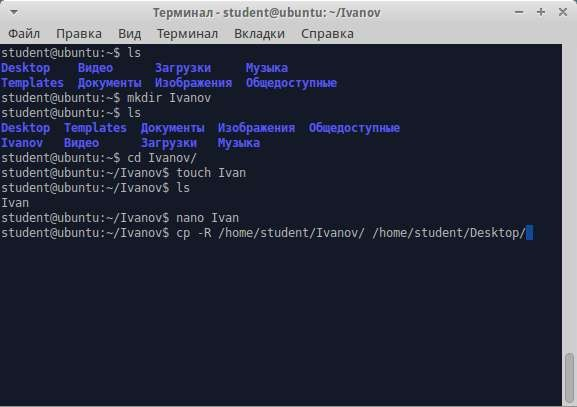 Терминал - student@ubuntu: ~/Ivanov
Файл Правка Вид Терминал Вкладки Справка
student@ubuntu:~$ ls
Desktop Видео Загрузки Музыка
Templates Документы Изображения Общедоступные
student@ubuntu:~$ mkdir Ivanov
student@ubuntu:~$ ls
Desktop Templates Документы Изображения Общедоступные
Ivanov Видео Загрузки Музыка
student@ubuntu:~$ cd Ivanov/
student@ubuntu:~/Ivanov$ touch Ivan
student@ubuntu:~/Ivanov$ ls
Ivan
student@ubuntu:~/Ivanov$ nano Ivan
student@ubuntu:~/Ivanov$ cp -R /home/student/Ivanov/ /home/student/Desktop/